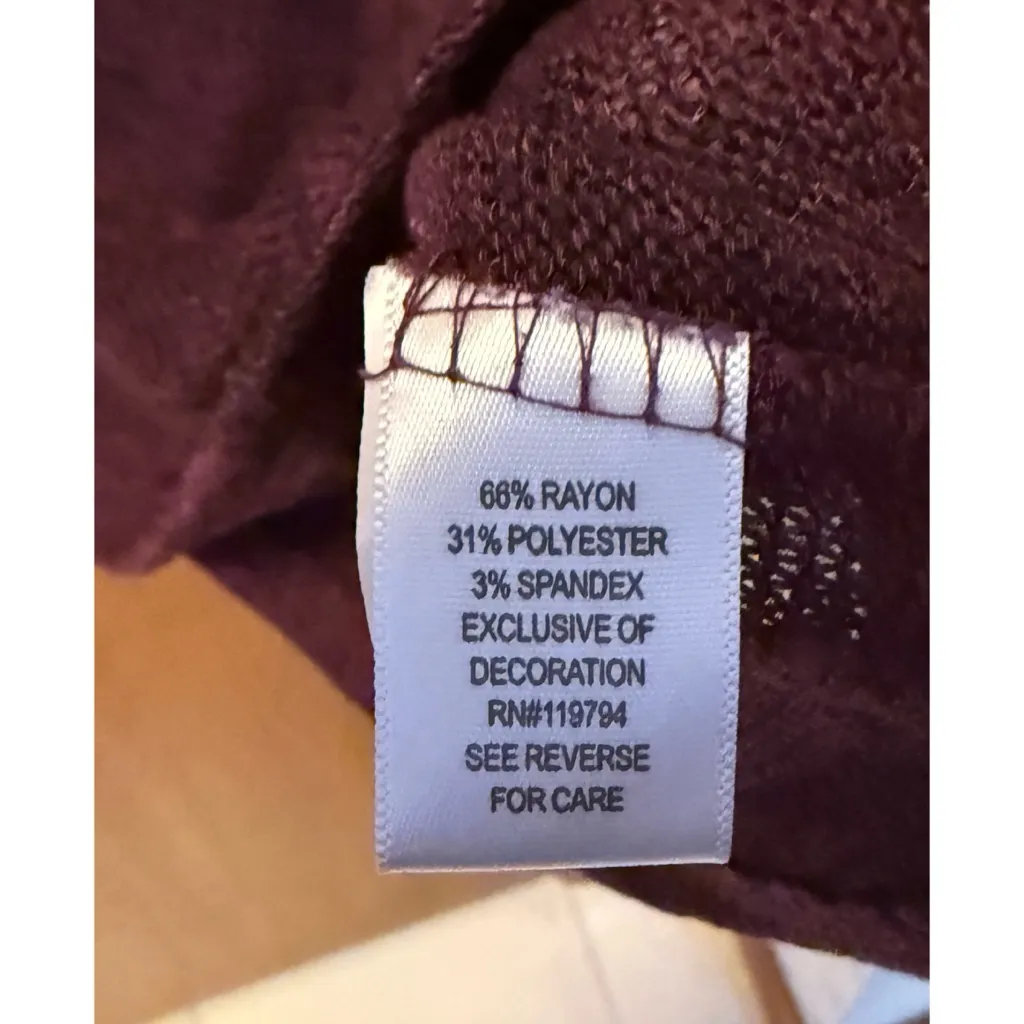 66% RAYON
31% POLYESTER
3% SPANDEX
EXCLUSIVE OF
DECORATION
RN#119794
SEE REVERSE
FOR CARE